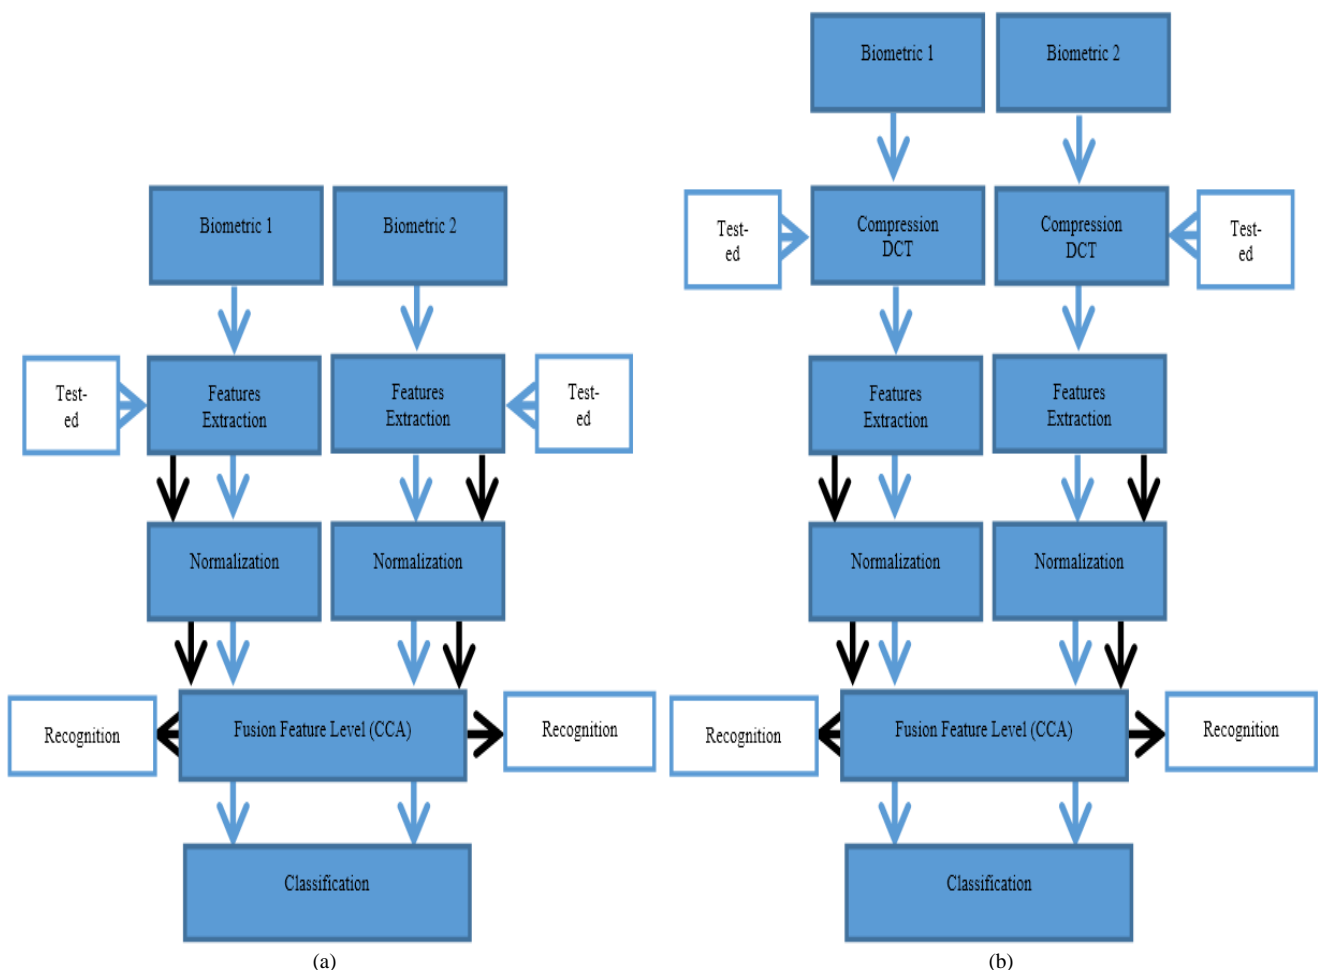 Biometric 1
Biometric 2
Test-
ed
Features
Extraction
Features
Extraction
Test-
ed
Normalization
Normalization
Recognition
Fusion Feature Level (CCA)
Recognition
Classification
(a)
Biometric 1
Biometric 2
Test-
ed
Compression
DCT
Compression
DCT
Test-
ed
Features
Extraction
Features
Extraction
Normalization
Normalization
Recognition
Fusion Feature Level (CCA)
Recognition
Classification
(b)